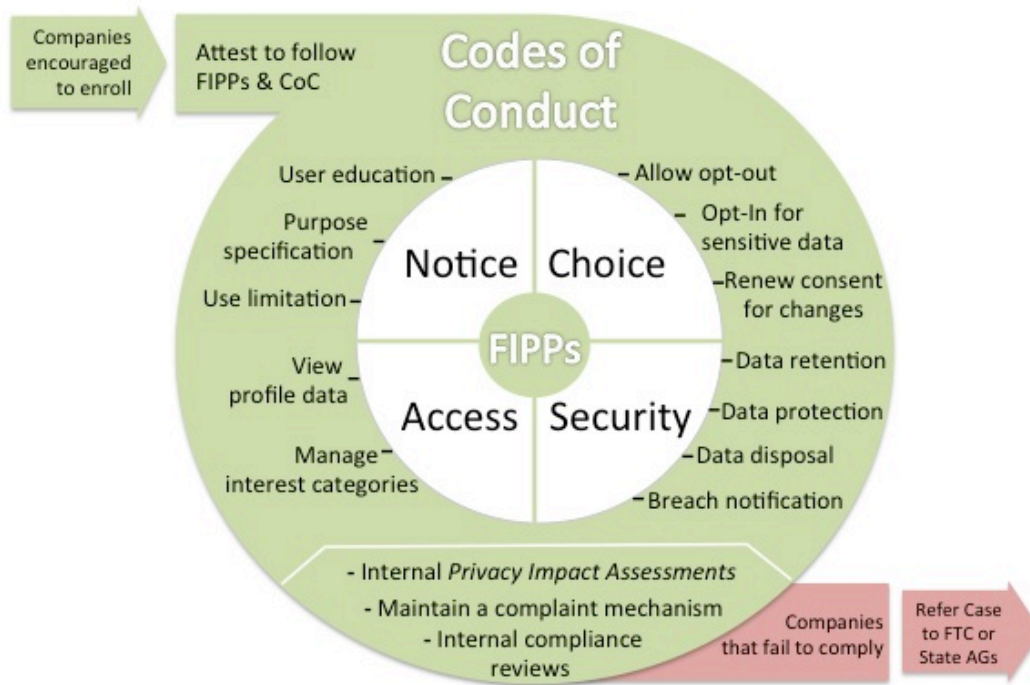 Companies
encouraged
to enroll
Attest to follow
FIPPs & CoC
Codes of
Conduct
User education
Purpose
specification
Use limitation
View
profile data
Manage
interest categories
Notice
Choice
FIPPs
Access
Security
Allow opt-out
Opt-In for
sensitive data
Renew consent
for changes
Data retention
Data protection
Data disposal
Breach notification
- Internal Privacy Impact Assessments
- Maintain a complaint mechanism
- Internal compliance
reviews
Companies
that fail to comply
Refer Case
to FTC or
State AGs